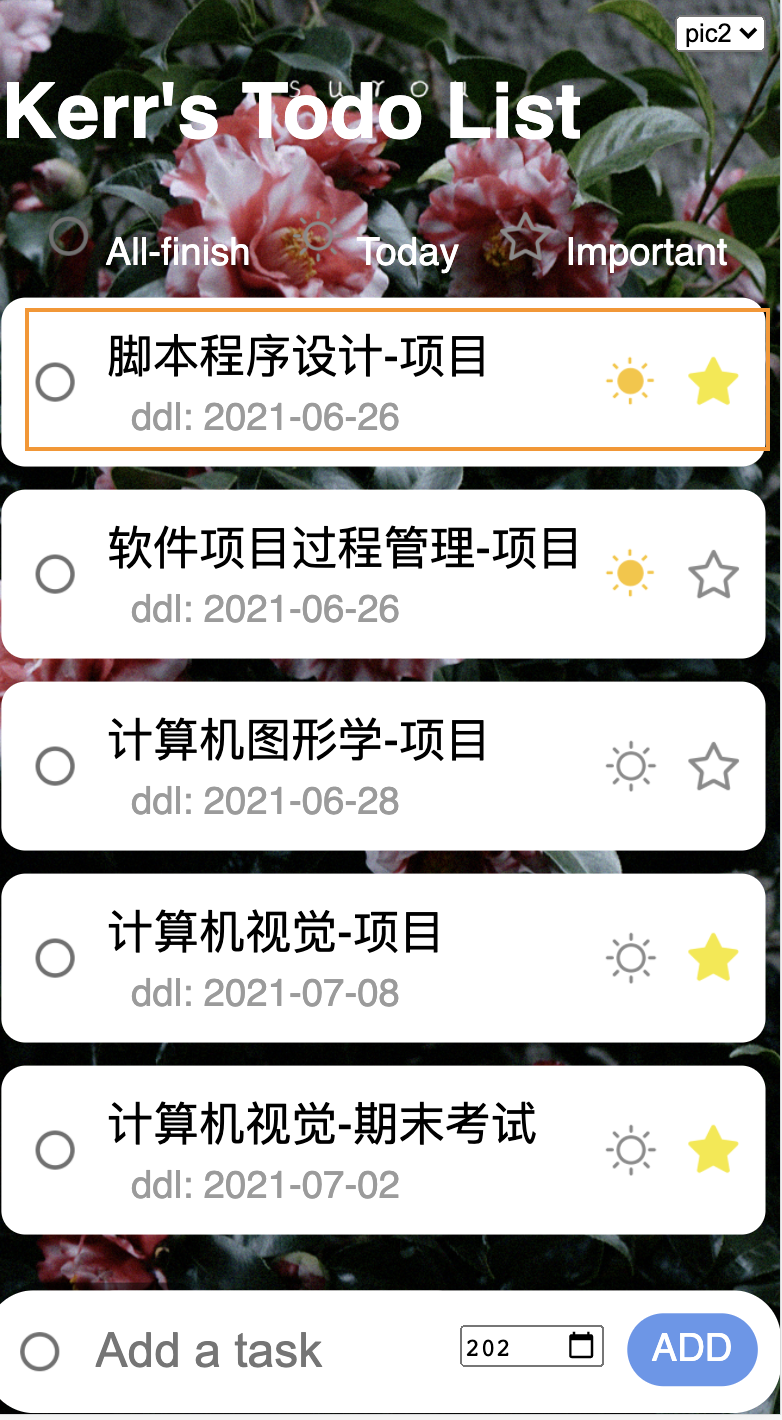 pic2
surou
Kerr's Todo List
All-finish Today Important
脚本程序设计-项目
ddl: 2021-06-26
软件项目过程管理-项目
ddl: 2021-06-26
计算机图形学-项目
ddl: 2021-06-28
计算机视觉-项目
ddl: 2021-07-08
计算机视觉-期末考试
ddl: 2021-07-02
Add a task 202 ADD